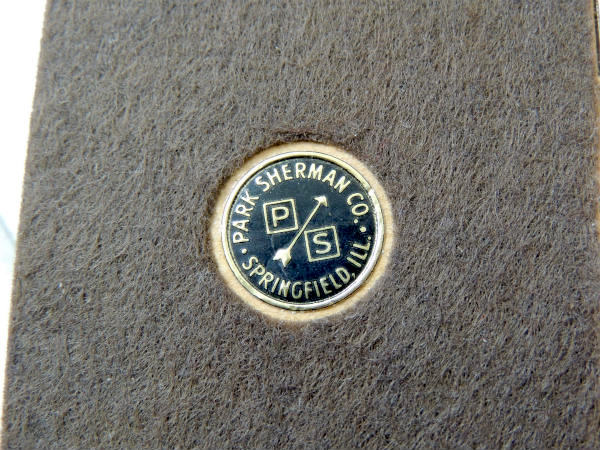 PARK SHERMAN CO.
P
S
SPRINGFIELD, ILL.